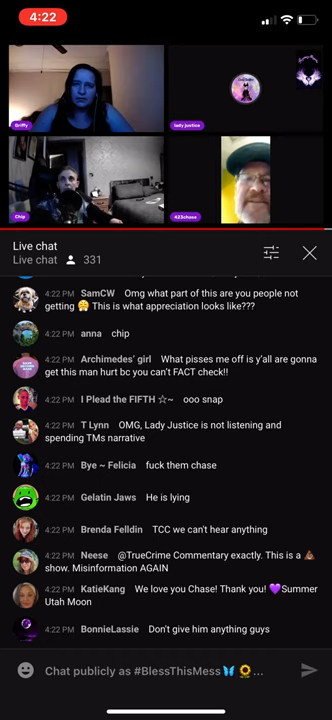 4:22
Griffy
lady justice
Chip
423chase
Live chat
Live chat 331
4:22 PM SamCW Omg what part of this are you people not
getting 😤 This is what appreciation looks like???
4:22 PM anna chip
4:22 PM Archimedes' girl What pisses me off is y'all are gonna
get this man hurt bc you can't FACT check!!
4:22 PM I Plead the FIFTH ☆~ ooo snap
4:22 PM T Lynn OMG, Lady Justice is not listening and
spending TMs narrative
4:22 PM Bye ~ Felicia fuck them chase
4:22 PM Gelatin Jaws He is lying
4:22 PM Brenda Felldin TCC we can't hear anything
4:22 PM Neese @TrueCrime Commentary exactly. This is a 💩
show. Misinformation AGAIN
4:22 PM KatieKang We love you Chase! Thank you! 💜Summer
Utah Moon
4:22 PM BonnieLassie Don't give him anything guys
Chat publicly as #BlessThisMess🦋🌻...